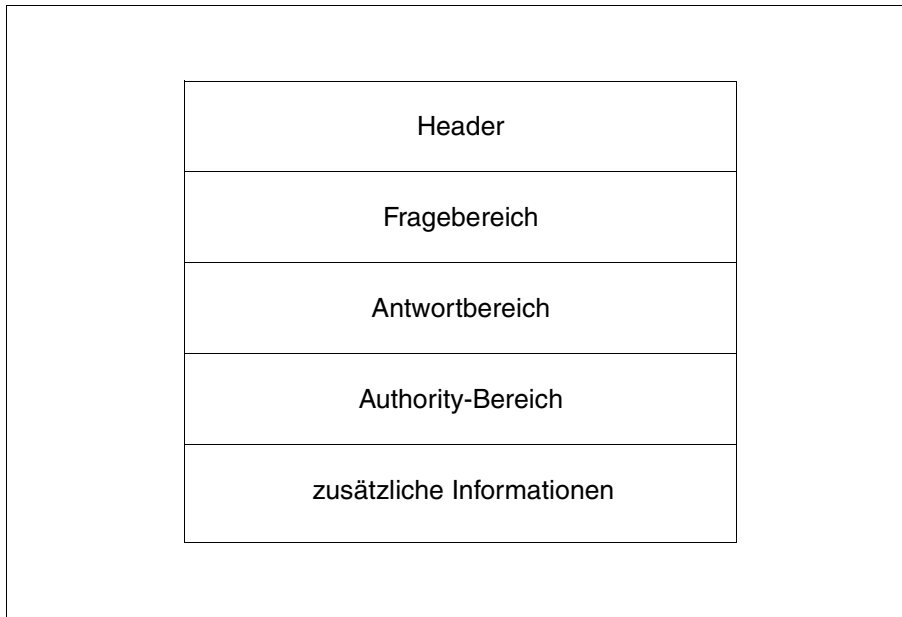 Header
Fragebereich
Antwortbereich
Authority-Bereich
zusätzliche Informationen